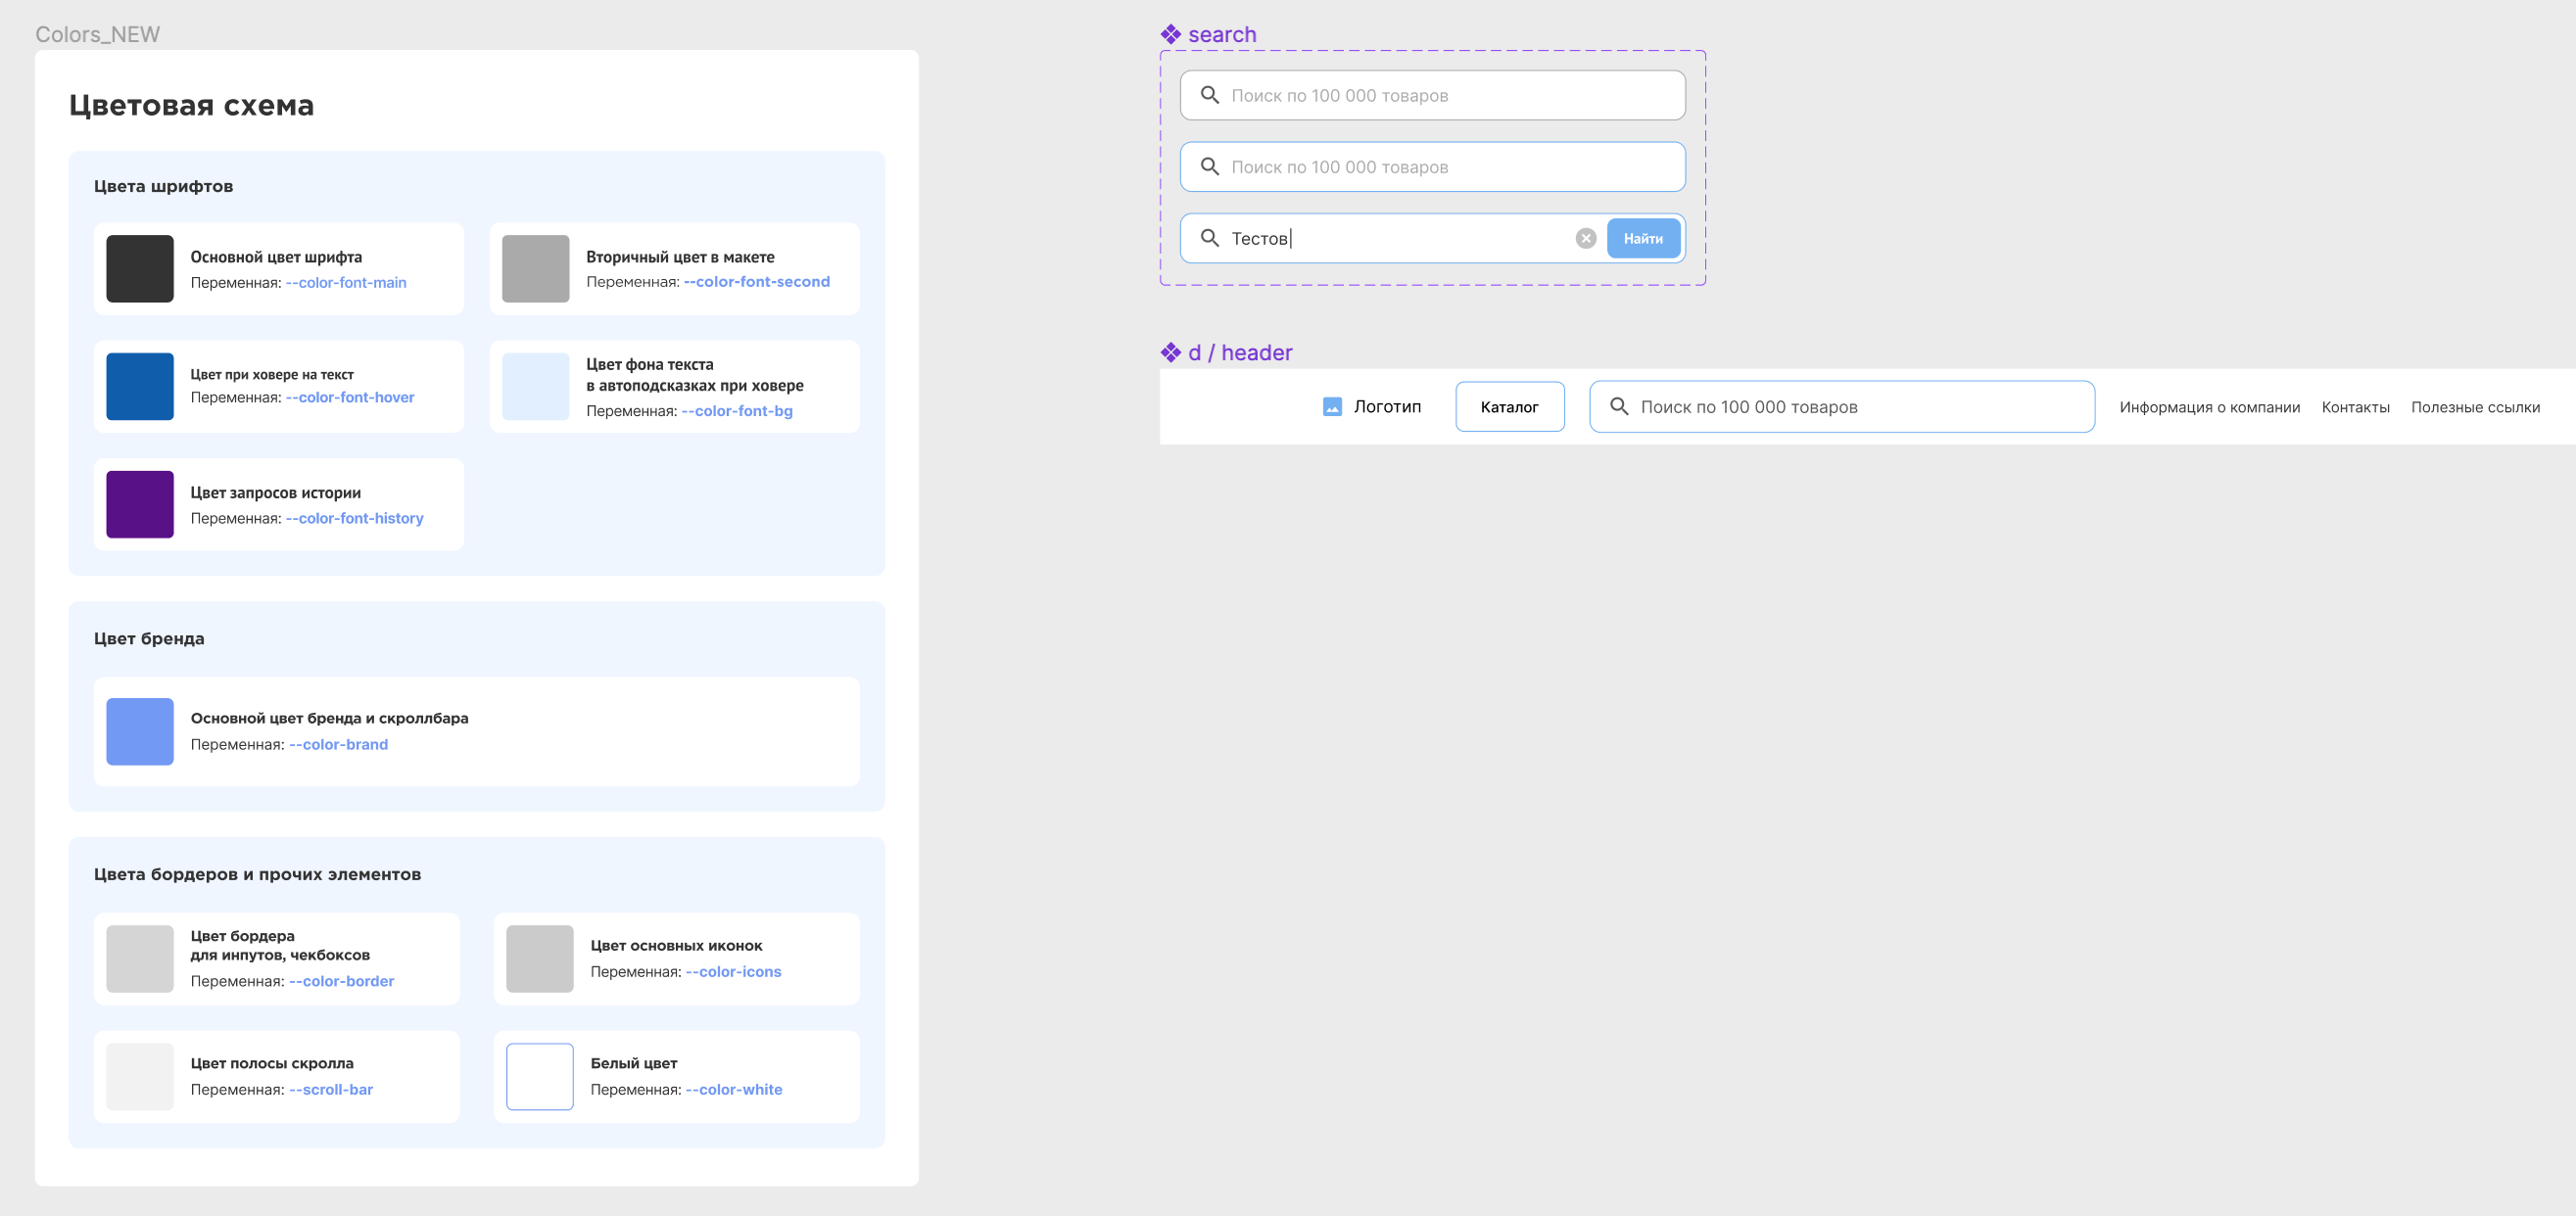 Colors_NEW
Цветовая схема
Цвета шрифтов
Основной цвет шрифта
Переменная: --color-font-main
Вторичный цвет в макете
Переменная: --color-font-second
Цвет при ховере на текст
Переменная: --color-font-hover
Цвет фона текста
в автоподсказках при ховере
Переменная: --color-font-bg
Цвет запросов истории
Переменная: --color-font-history
Цвет бренда
Основной цвет бренда и скроллбара
Переменная: --color-brand
Цвета бордеров и прочих элементов
Цвет бордера
для инпутов, чекбоксов
Переменная: --color-border
Цвет основных иконок
Переменная: --color-icons
Цвет полосы скролла
Переменная: --scroll-bar
Белый цвет
Переменная: --color-white
search
Поиск по 100 000 товаров
Поиск по 100 000 товаров
Тестов Найти
d / header
Логотип Каталог Поиск по 100 000 товаров Информация о компании Контакты Полезные ссылки